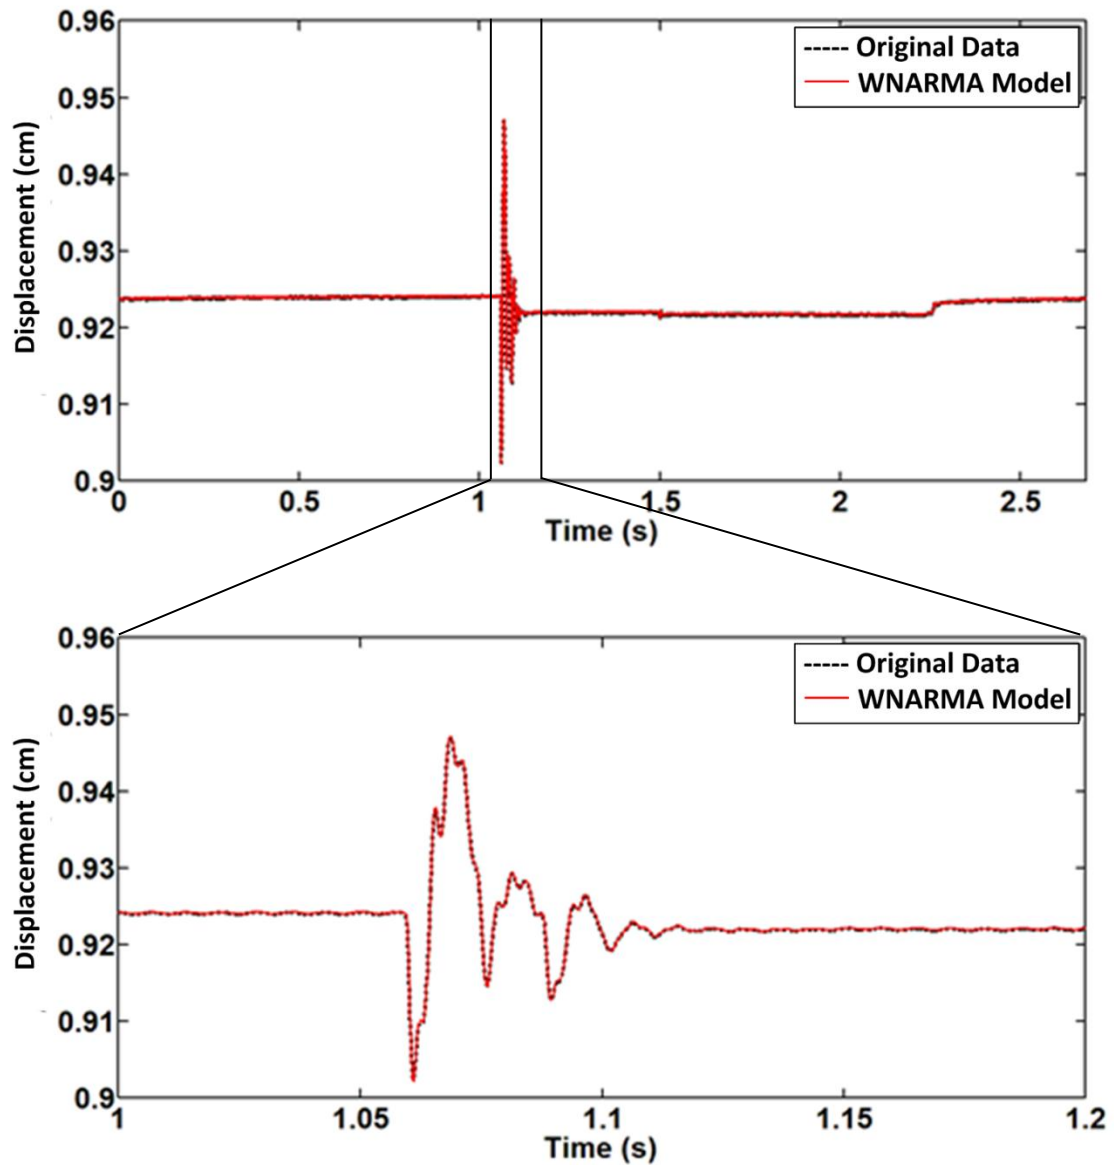 0.96
0.95
0.94
0.93
0.92
0.91
0.9
Displacement (cm)
Original Data
WNARMA Model
0 0.5 1 1.5 2 2.5
Time (s)
0.96
0.95
0.94
0.93
0.92
0.91
0.9
Displacement (cm)
Original Data
WNARMA Model
1 1.05 1.1 1.15 1.2
Time (s)